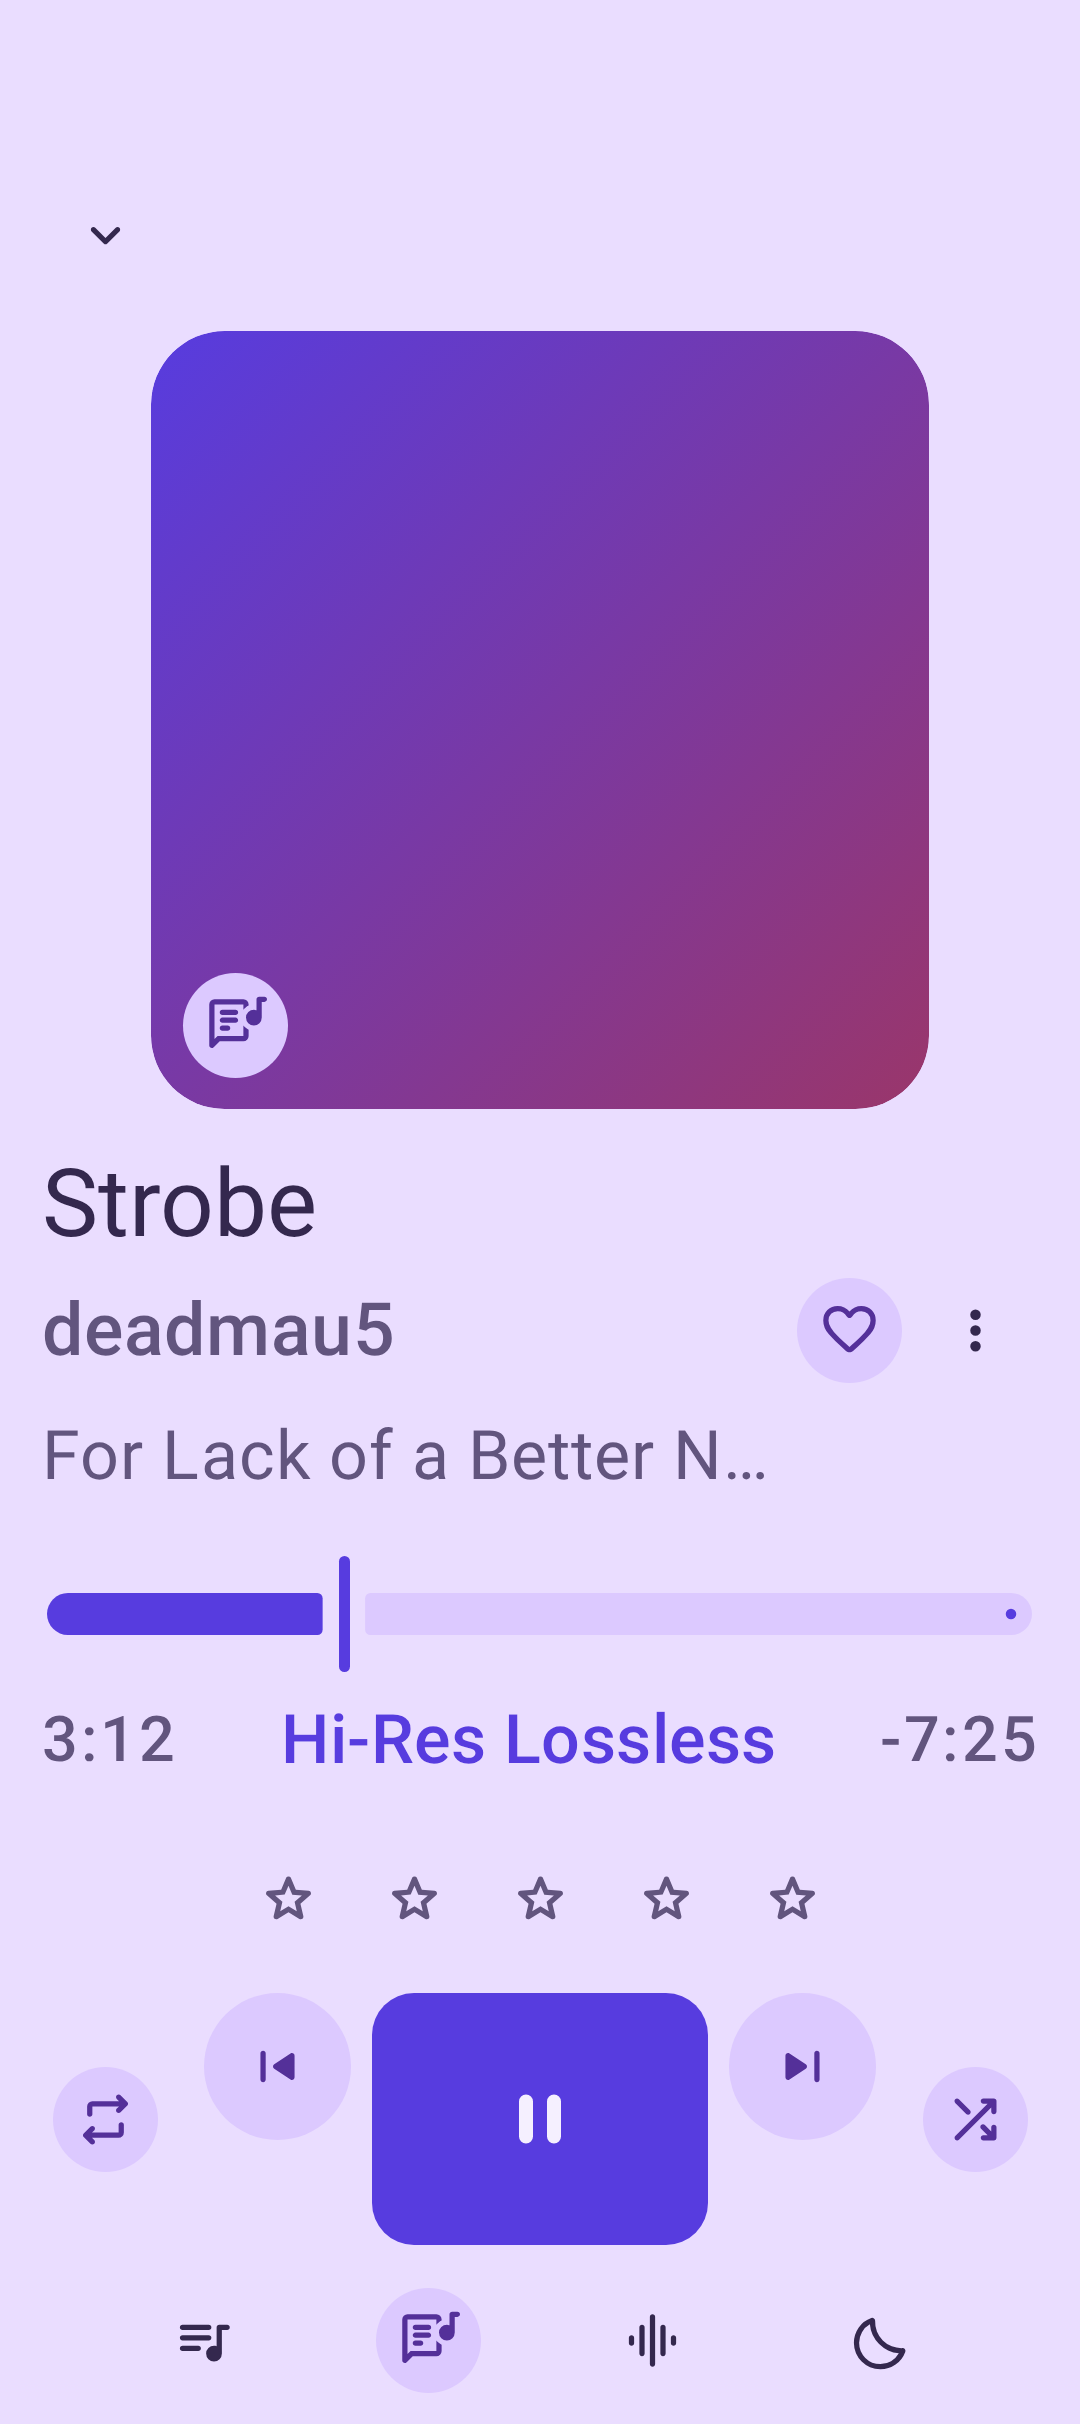 Strobe
deadmau5
For Lack of a Better N…
3:12
Hi-Res Lossless
-7:25